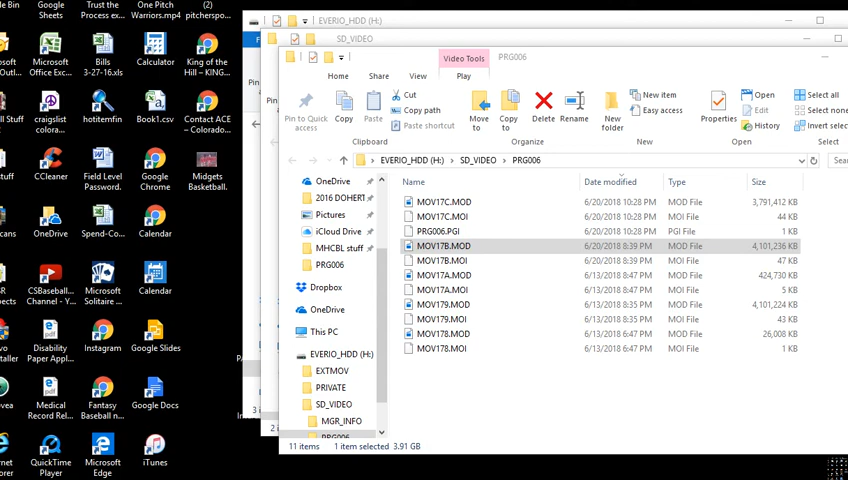 le Bin
Google
Sheets
Trust the
Process ex...
One Pitch
Warriors.mp4
(2)
pitcherspo...
Microsoft
Office Exc...
Bills
3-27-16.xls
Calculator
King of the
Hill — KING...
craigslist
colora...
hotitemfin
Book1.csv
Contact ACE
– Colorado...
CCleaner
Field Level
Password.
Google
Chrome
Midgets
Basketball.
OneDrive
Spend-Co...
Calendar
CSBaseball...
Channel - Y...
Microsoft
Solitaire ...
Calendar
Instagram
Google Slides
Disability
Paper Appl...
Medical
Record Rel...
Fantasy
Baseball n...
Google Docs
QuickTime
Player
Microsoft
Edge
iTunes
EVERIO_HDD (H:)
SD_VIDEO
Video Tools
PRG006
Home
Share
View
Play
Pin to Quick
access
Copy
Paste
Cut
Copy path
Paste shortcut
Clipboard
Move
to
Copy
to
Delete
Rename
Organize
New
folder
New item
Easy access
New
Properties
Open
Edit
History
Open
Select all
Select none
Invert selec
Select
EVERIO_HDD (H:) > SD_VIDEO > PRG006
Sear
OneDrive
2016 DOHERT
Pictures
iCloud Drive
MHCBL stuff
PRG006
Dropbox
OneDrive
This PC
EVERIO_HDD (H:)
EXTMOV
PRIVATE
SD_VIDEO
MGR_INFO
PRG006
Name Date modified Type Size
MOV17C.MOD 6/20/2018 10:28 PM MOD File 3,791,412 KB
MOV17C.MOI 6/20/2018 10:28 PM MOI File 44 KB
PRG006.PGI 6/20/2018 10:28 PM PGI File 1 KB
MOV17B.MOD 6/20/2018 8:39 PM MOD File 4,101,236 KB
MOV17B.MOI 6/20/2018 8:39 PM MOI File 47 KB
MOV17A.MOD 6/13/2018 8:47 PM MOD File 424,730 KB
MOV17A.MOI 6/13/2018 8:47 PM MOI File 5 KB
MOV179.MOD 6/13/2018 8:35 PM MOD File 4,101,224 KB
MOV179.MOI 6/13/2018 8:35 PM MOI File 43 KB
MOV178.MOD 6/13/2018 6:47 PM MOD File 26,008 KB
MOV178.MOI 6/13/2018 6:47 PM MOI File 1 KB
11 items 1 item selected 3.91 GB